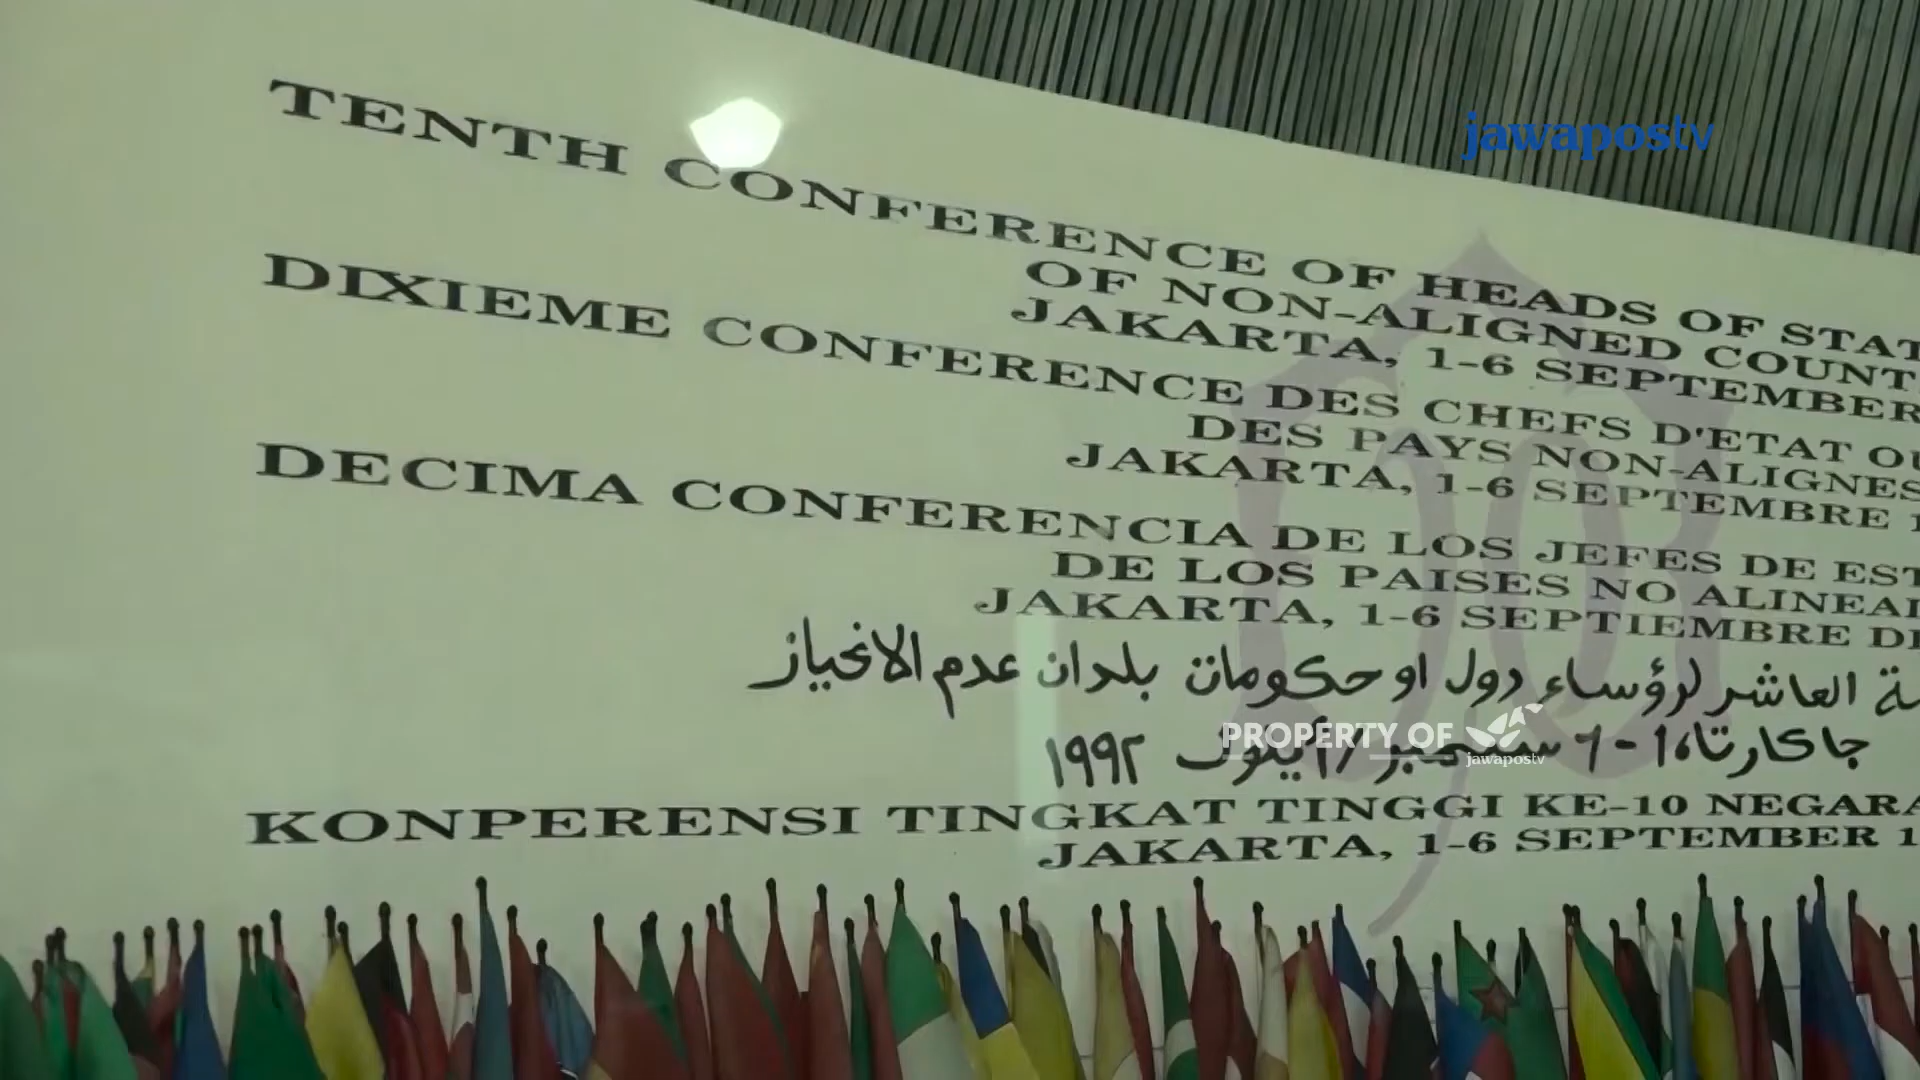 jawapostv
TENTH CONFERENCE OF HEADS OF STAT
OF NON-ALIGNED COUNT
JAKARTA, 1-6 SEPTEMBER
DIXIEME CONFERENCE DES CHEFS D'ETAT OU
DES PAYS NON-ALIGNES
JAKARTA, 1-6 SEPTEMBRE 1
DECIMA CONFERENCIA DE LOS JEFES DE EST
DE LOS PAISES NO ALINEA
JAKARTA, 1-6 SEPTIEMBRE D
العاشر لرؤساء دول او حكومات بلدان عدم الانحياز
جاكارتا، ١-٦ سبتمبر / ايلول ١٩٩٢
PROPERTY OF
jawapostv
KONPERENSI TINGKAT TINGGI KE-10 NEGARA
JAKARTA, 1-6 SEPTEMBER 1